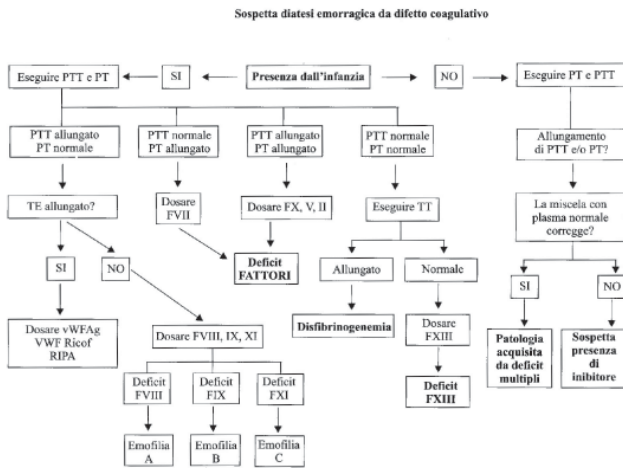 Sospetta diatesi emorragica da difetto coagulativo
Eseguire PTT e PT
SI
Presenza dall'infanzia
NO
Eseguire PT e PTT
PTT allungato
PT normale
PTT normale
PT allungato
PTT allungato
PT allungato
PTT normale
PT normale
Allungamento
di PTT e/o PT?
TE allungato?
Dosare
FVII
Dosare FX, V, II
Eseguire TT
La miscela con
plasma normale
corregge?
SI
NO
Deficit
FATTORI
Allungato
Normale
SI
NO
Dosare vWFAg
VWF Ricof
RIPA
Dosare FVIII, IX, XI
Disfibrinogenemia
Dosare
FXIII
Patologia
acquisita
da deficit
multipli
Sospetta
presenza
di
inibitore
Deficit
FVIII
Deficit
FIX
Deficit
FXI
Deficit
FXIII
Emofilia
A
Emofilia
B
Emofilia
C